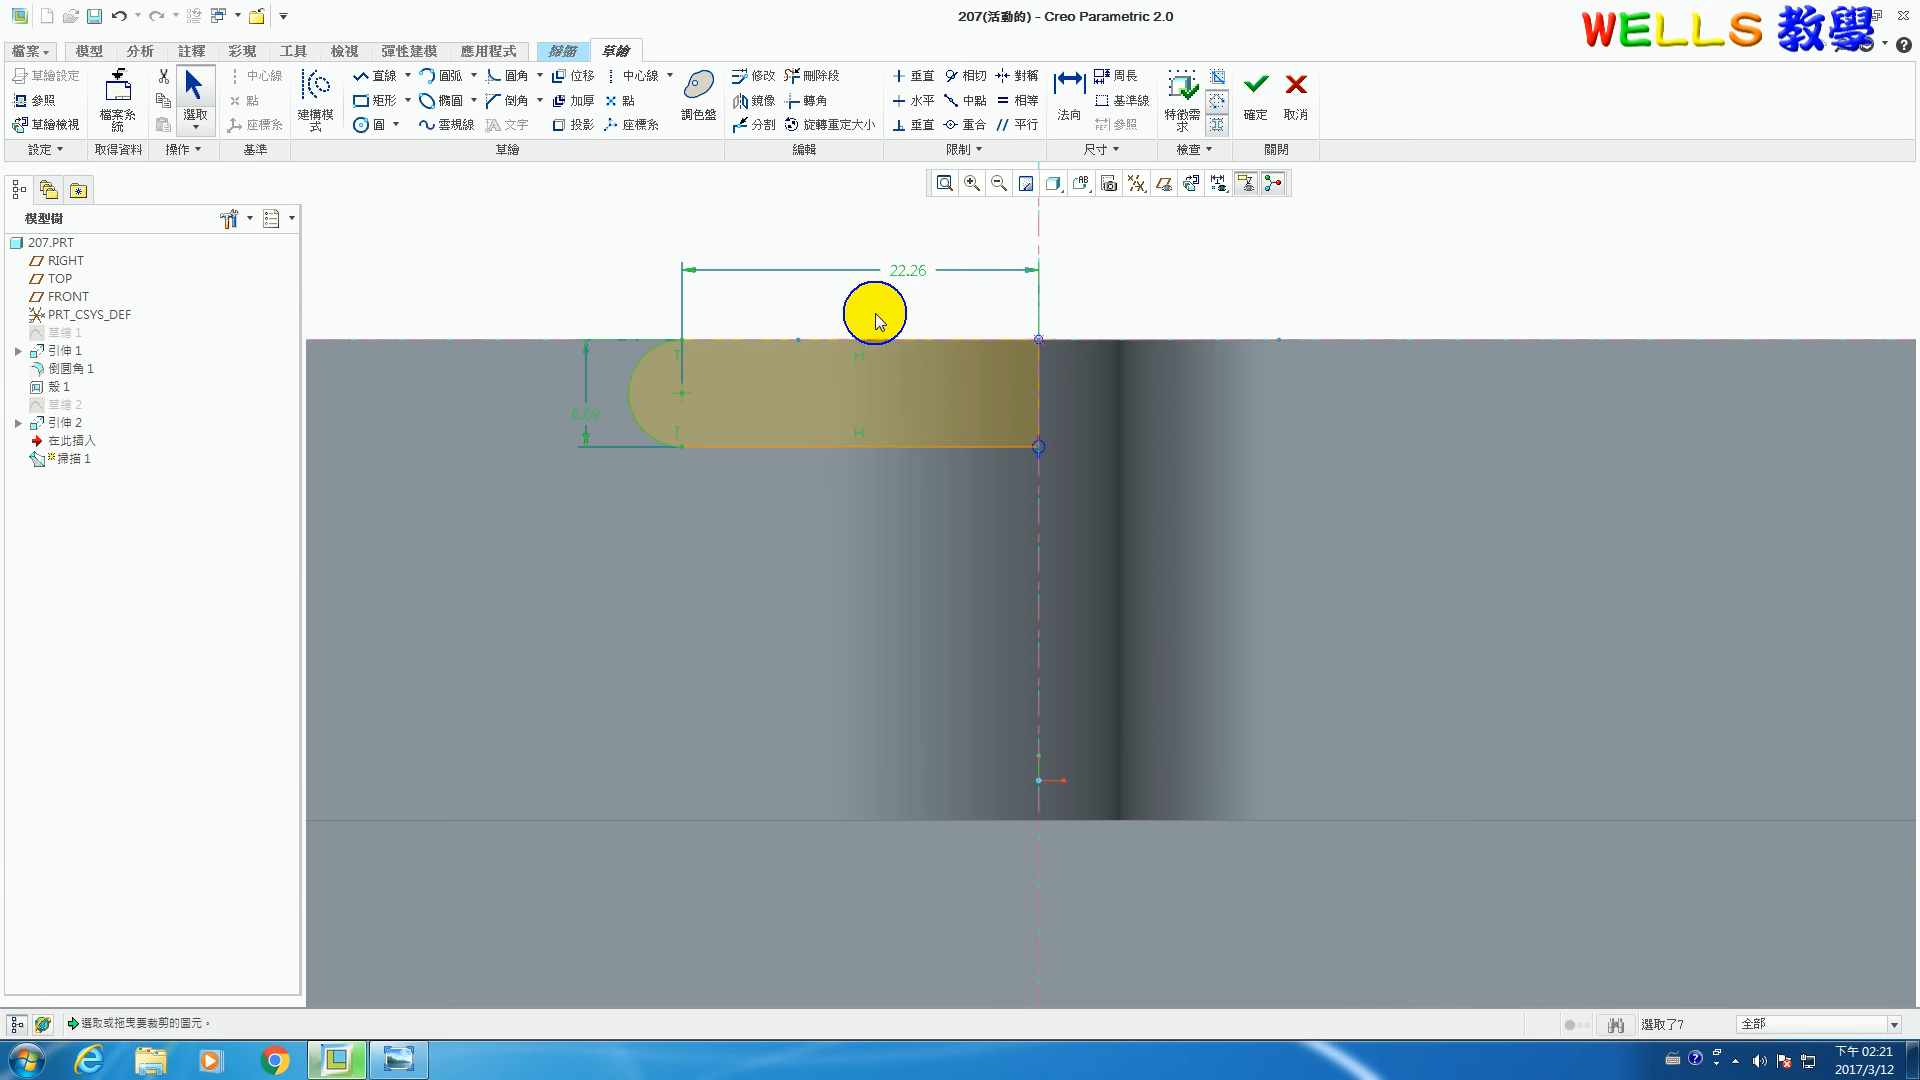 207(活動的) - Creo Parametric 2.0
WELLS 教學
檔案 模型 分析 註釋 彩現 工具 檢視 彈性建模 應用程式 掃描 草繪
草繪設定 中心線 直線 圓弧 圓角 位移 中心線 修改 刪除段 垂直 相切 對稱 周長
參照 點 矩形 橢圓 倒角 加厚 點 鏡像 轉角 水平 中點 相等 基準線
草繪檢視 座標系 圓 雲規線 文字 投影 座標系 分割 旋轉重定大小 垂直 重合 平行 參照
檔案系統 選取 建構模式 調色盤 法向 特徵需求 確定 取消
設定 取得資料 操作 基準 草繪 編輯 限制 尺寸 檢查 關閉
模型樹
207.PRT
RIGHT
TOP
FRONT
PRT_CSYS_DEF
草繪 1
引伸 1
倒圓角 1
殼 1
草繪 2
引伸 2
在此插入
掃描 1
22.26
T
H
6.69
T
H
選取或拖曳要裁剪的圖元。
選取了7
全部
下午 02:21
2017/3/12